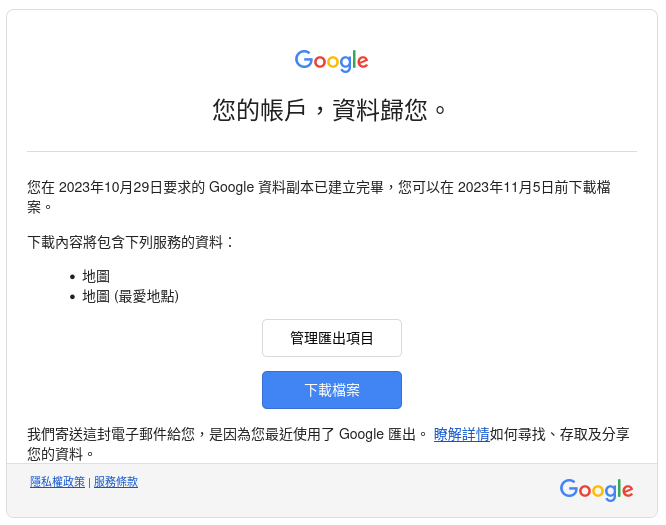 Google
您的帳戶，資料歸您。
您在 2023年10月29日要求的 Google 資料副本已建立完畢，您可以在 2023年11月5日前下載檔
案。
下載內容將包含下列服務的資料：
• 地圖
• 地圖 (最愛地點)
管理匯出項目
下載檔案
我們寄送這封電子郵件給您，是因為您最近使用了 Google 匯出。 瞭解詳情如何尋找、存取及分享
您的資料。
隱私權政策 | 服務條款
Google